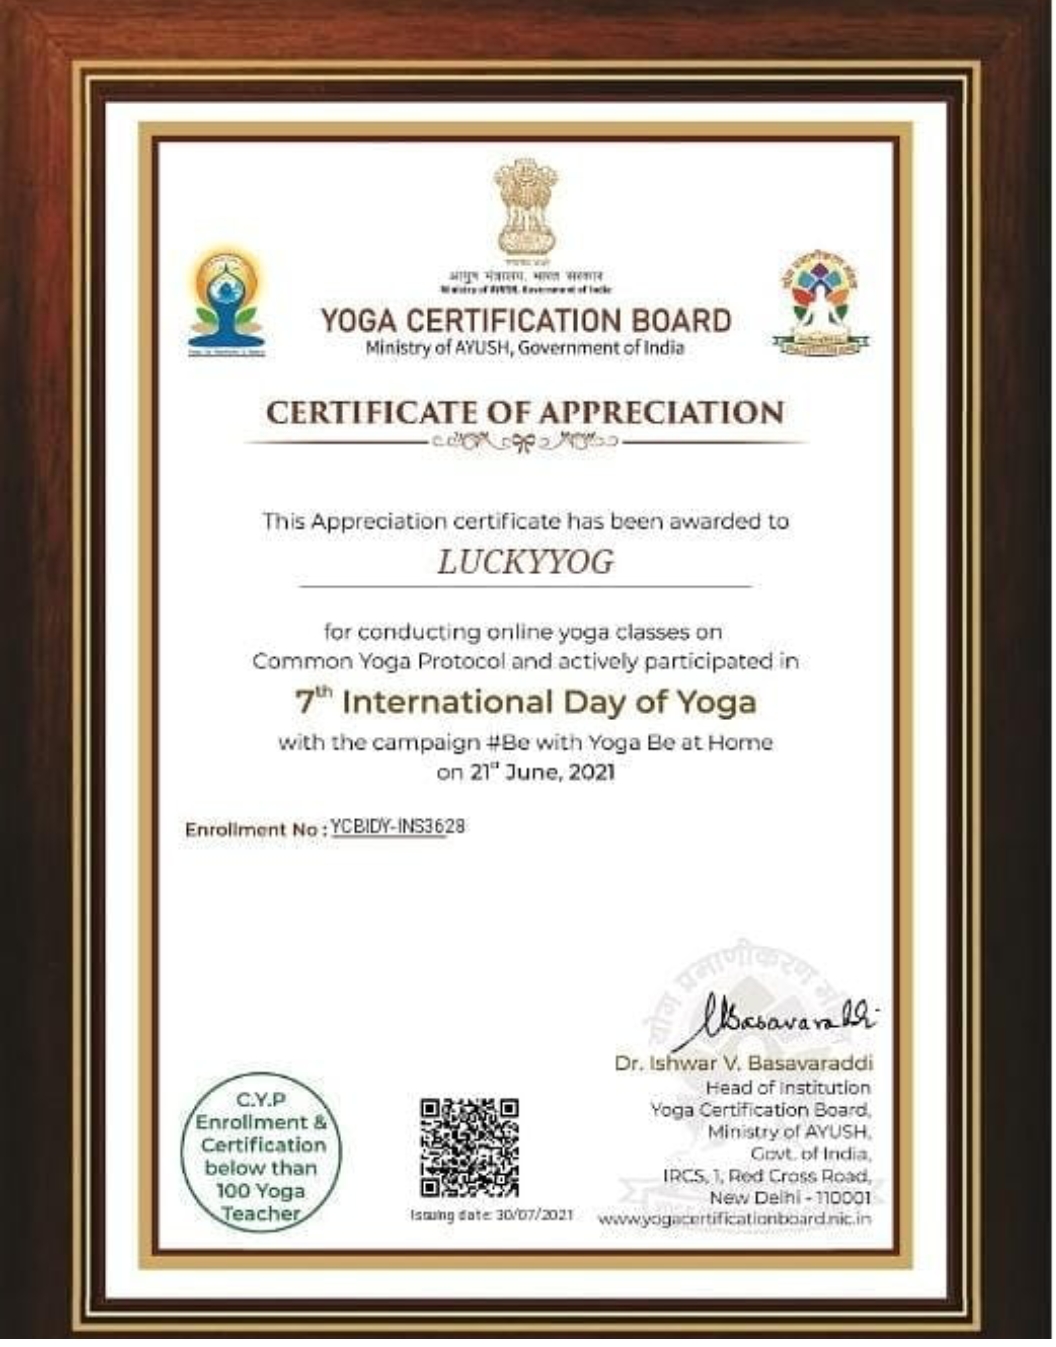 आयुष मंत्रालय, भारत सरकार
Ministry of AYUSH, Government of India
YOGA CERTIFICATION BOARD
Ministry of AYUSH, Government of India
CERTIFICATE OF APPRECIATION
This Appreciation certificate has been awarded to
LUCKYYOG
for conducting online yoga classes on
Common Yoga Protocol and actively participated in
7th International Day of Yoga
with the campaign #Be with Yoga Be at Home
on 21st June, 2021
Enrollment No : YCBIDY-INS3628
योग प्रमाणीकरण
Dr. Ishwar V. Basavaraddi
Head of Institution
Yoga Certification Board,
Ministry of AYUSH,
Govt. of India,
IRCS, 1, Red Cross Road,
New Delhi - 110001
www.yogacertificationboard.nic.in
C.Y.P
Enrollment &
Certification
below than
100 Yoga
Teacher
Issuing date: 30/07/2021